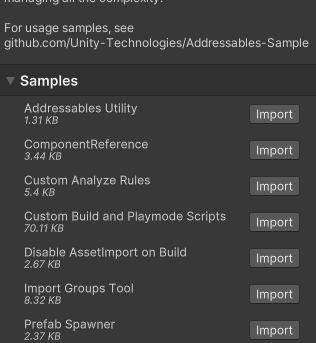 managing all the complexity.
For usage samples, see
github.com/Unity-Technologies/Addressables-Sample
Samples
Addressables Utility
1.31 KB
Import
ComponentReference
3.44 KB
Import
Custom Analyze Rules
5.4 KB
Import
Custom Build and Playmode Scripts
70.11 KB
Import
Disable AssetImport on Build
2.67 KB
Import
Import Groups Tool
8.32 KB
Import
Prefab Spawner
2.37 KB
Import